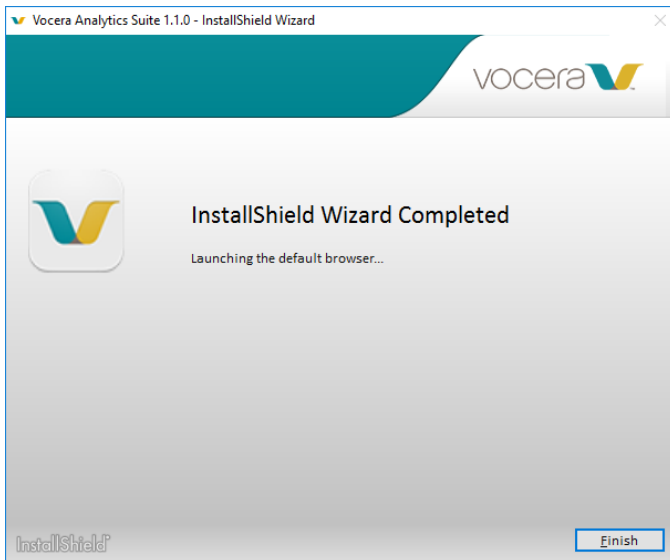 Vocera Analytics Suite 1.1.0 - InstallShield Wizard
vocera
InstallShield Wizard Completed
Launching the default browser...
InstallShield
Finish